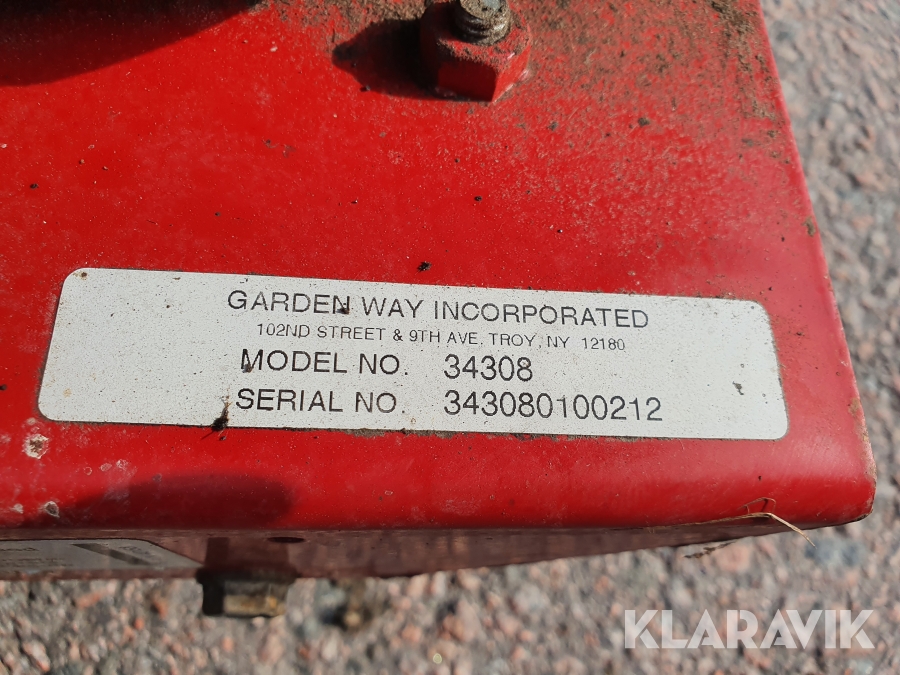 GARDEN WAY INCORPORATED
102ND STREET & 9TH AVE. TROY, NY 12180
MODEL NO. 34308
SERIAL NO. 343080100212
KLARAVIK